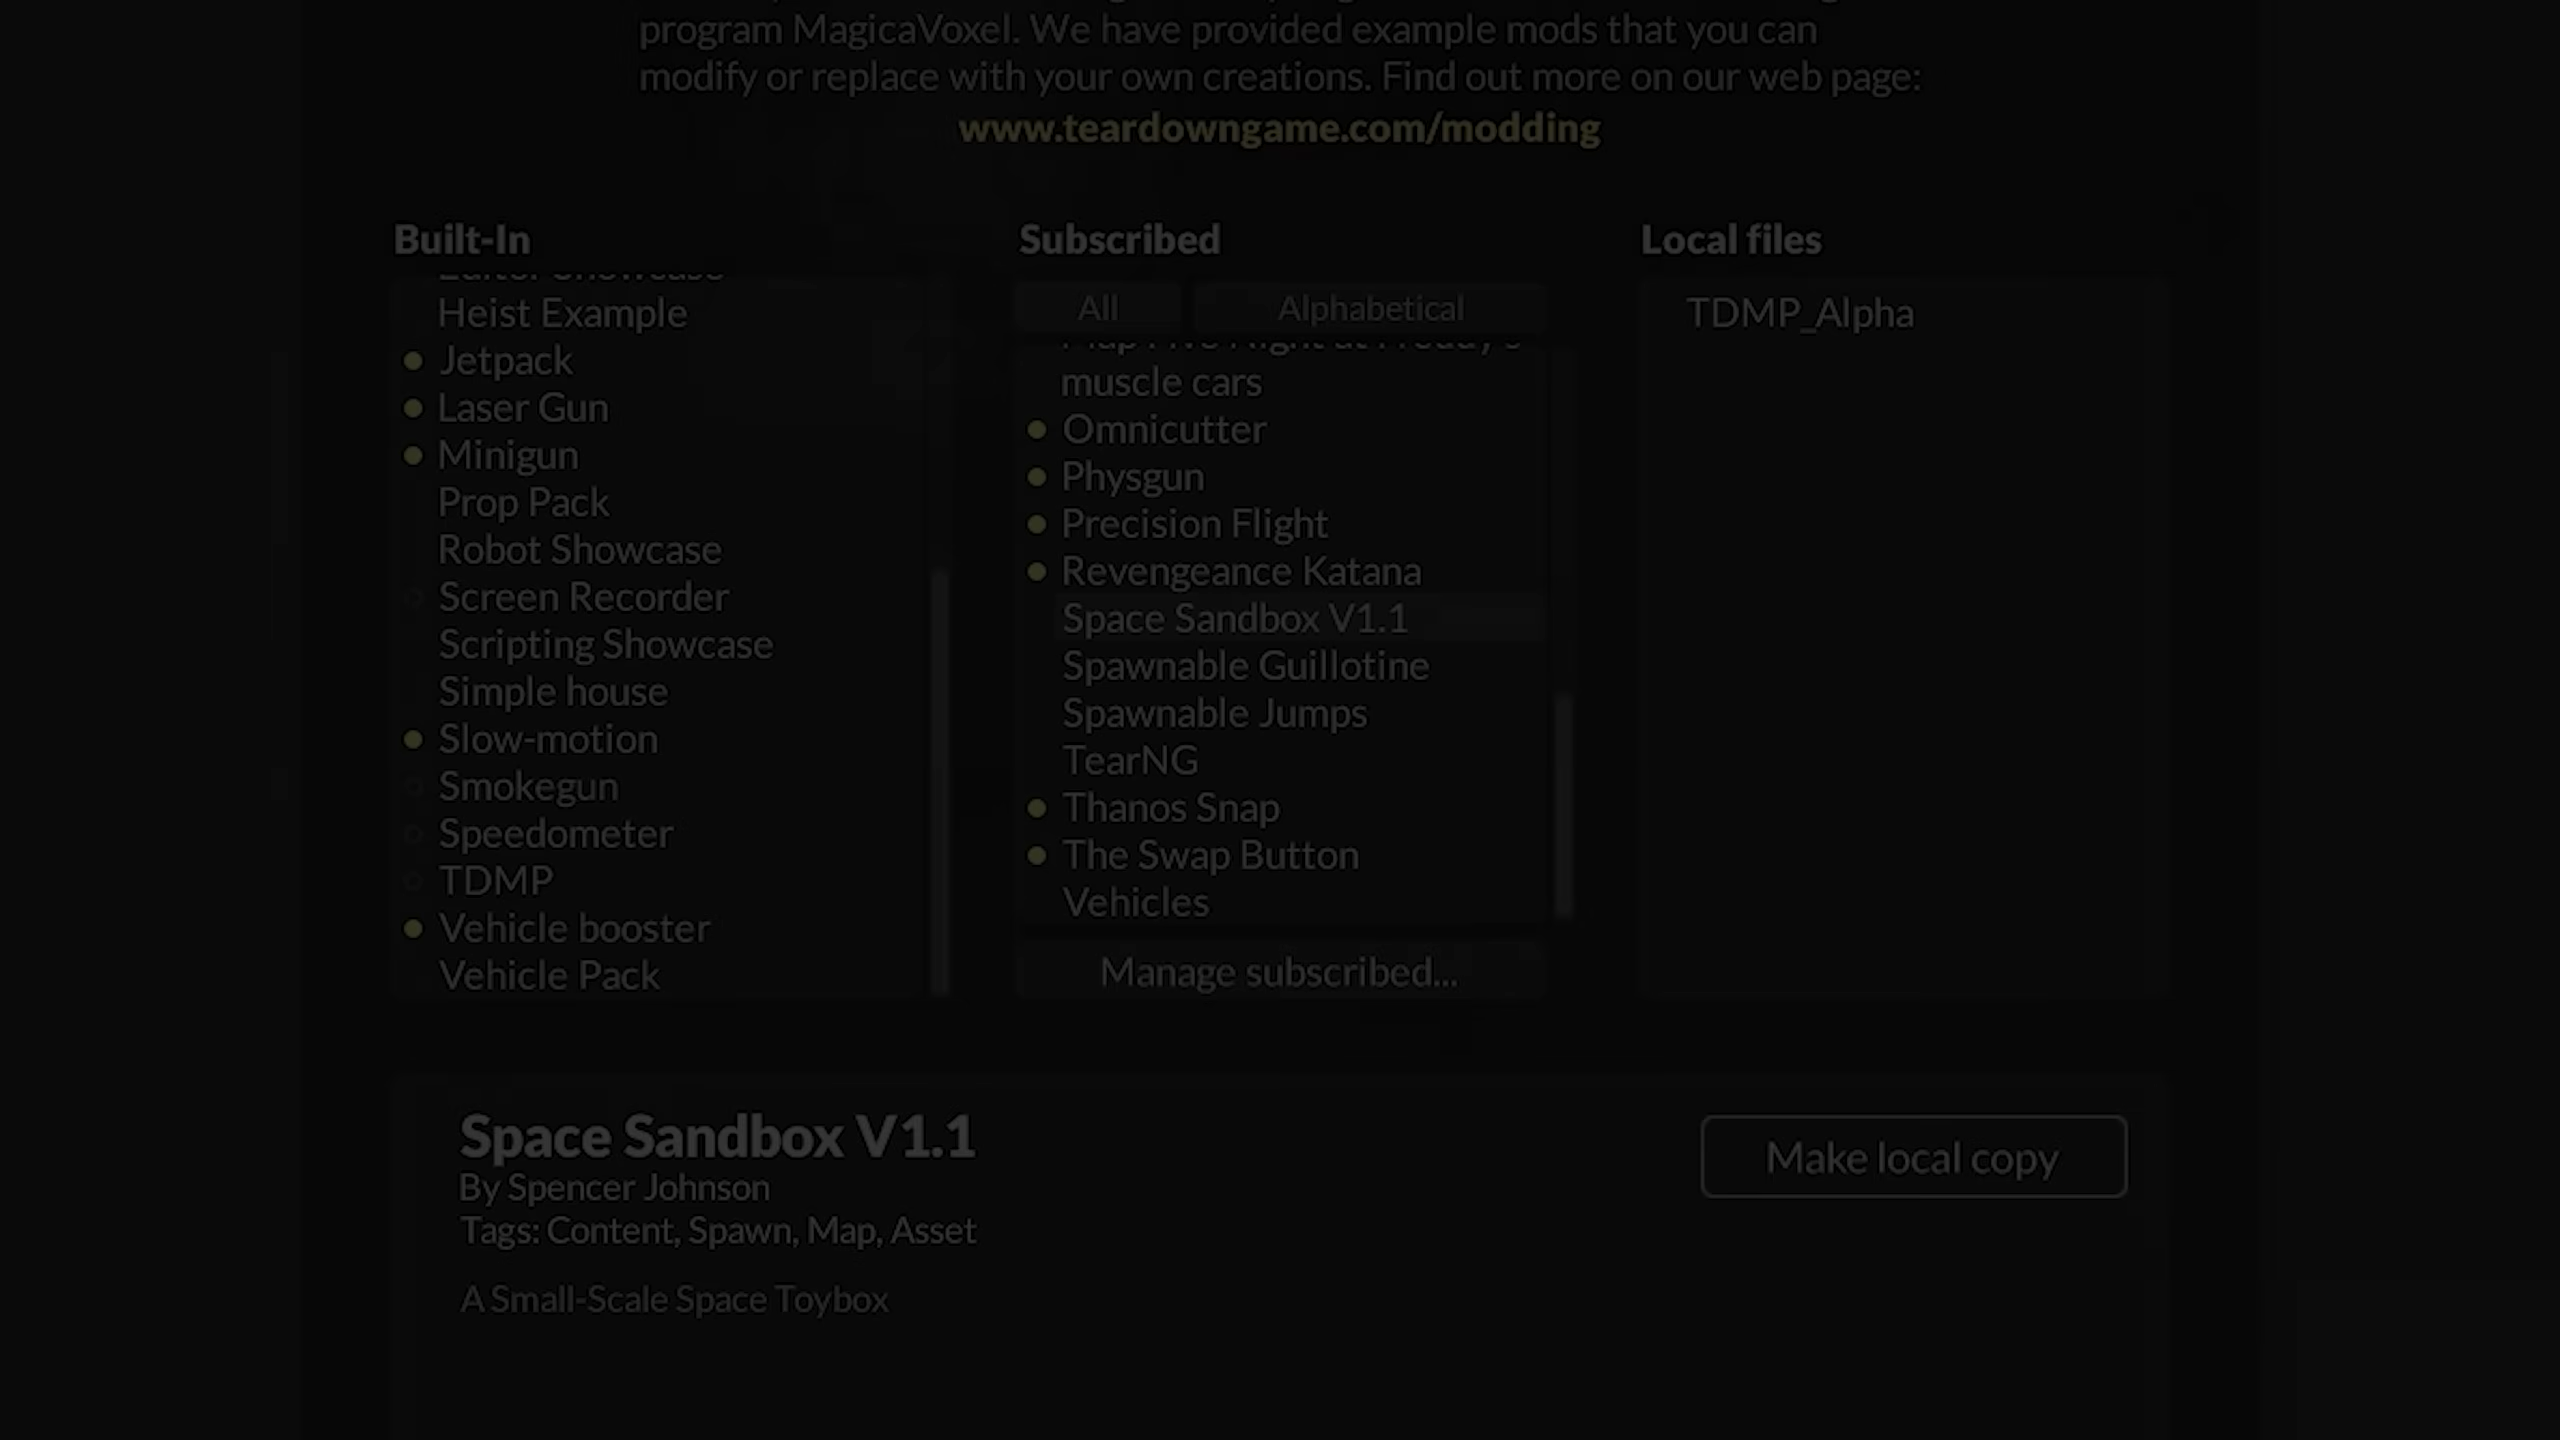 program MagicaVoxel. We have provided example mods that you can
modify or replace with your own creations. Find out more on our web page:
www.teardowngame.com/modding
Built-In
Editor Showcase
Heist Example
Jetpack
Laser Gun
Minigun
Prop Pack
Robot Showcase
Screen Recorder
Scripting Showcase
Simple house
Slow-motion
Smokegun
Speedometer
TDMP
Vehicle booster
Vehicle Pack
Subscribed
All Alphabetical
muscle cars
Omnicutter
Physgun
Precision Flight
Revengeance Katana
Space Sandbox V1.1
Spawnable Guillotine
Spawnable Jumps
TearNG
Thanos Snap
The Swap Button
Vehicles
Manage subscribed...
Local files
TDMP_Alpha
Space Sandbox V1.1
By Spencer Johnson
Tags: Content, Spawn, Map, Asset
A Small-Scale Space Toybox
Make local copy